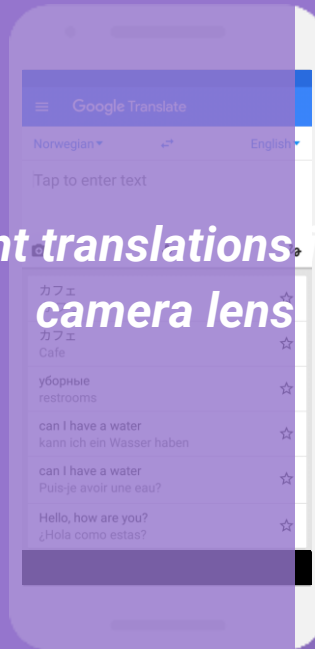 Google Translate
Norwegian
English
Tap to enter text
nt translations
camera lens
カフェ
カフェ
Cafe
уборные
restrooms
can I have a water
kann ich ein Wasser haben
can I have a water
Puis-je avoir une eau?
Hello, how are you?
¿Hola como estas?